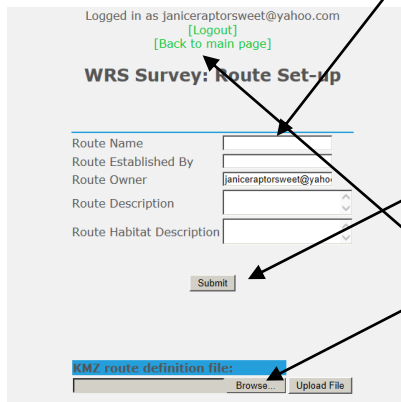 Logged in as janiceraptorsweet@yahoo.com
[Logout]
[Back to main page]
WRS Survey: Route Set-up
Route Name
Route Established By
Route Owner janiceraptorsweet@yaho
Route Description
Route Habitat Description
Submit
KMZ route definition file:
Browse... Upload File